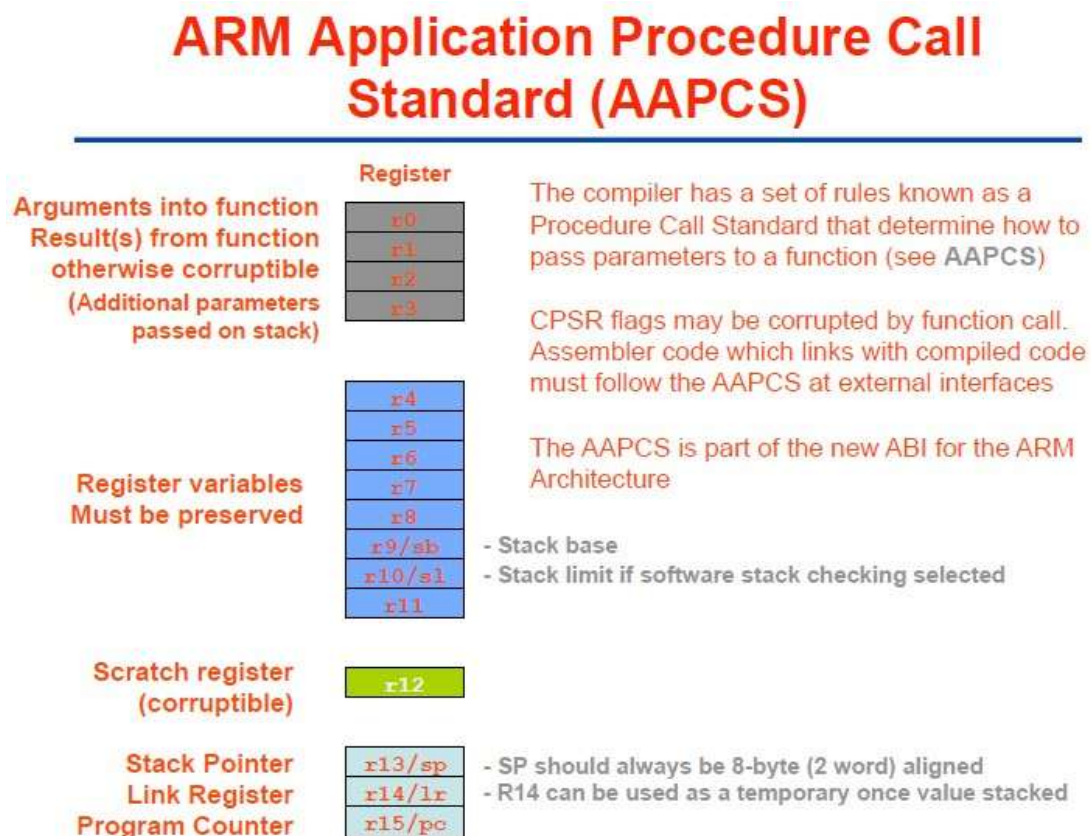 ARM Application Procedure Call
Standard (AAPCS)
Register
Arguments into function
Result(s) from function
otherwise corruptible
(Additional parameters
passed on stack)
r0
r1
r2
r3
The compiler has a set of rules known as a
Procedure Call Standard that determine how to
pass parameters to a function (see AAPCS)
CPSR flags may be corrupted by function call.
Assembler code which links with compiled code
must follow the AAPCS at external interfaces
The AAPCS is part of the new ABI for the ARM
Architecture
Register variables
Must be preserved
r4
r5
r6
r7
r8
r9/sb - Stack base
r10/sl - Stack limit if software stack checking selected
r11
Scratch register
(corruptible)
r12
Stack Pointer r13/sp - SP should always be 8-byte (2 word) aligned
Link Register r14/lr - R14 can be used as a temporary once value stacked
Program Counter r15/pc